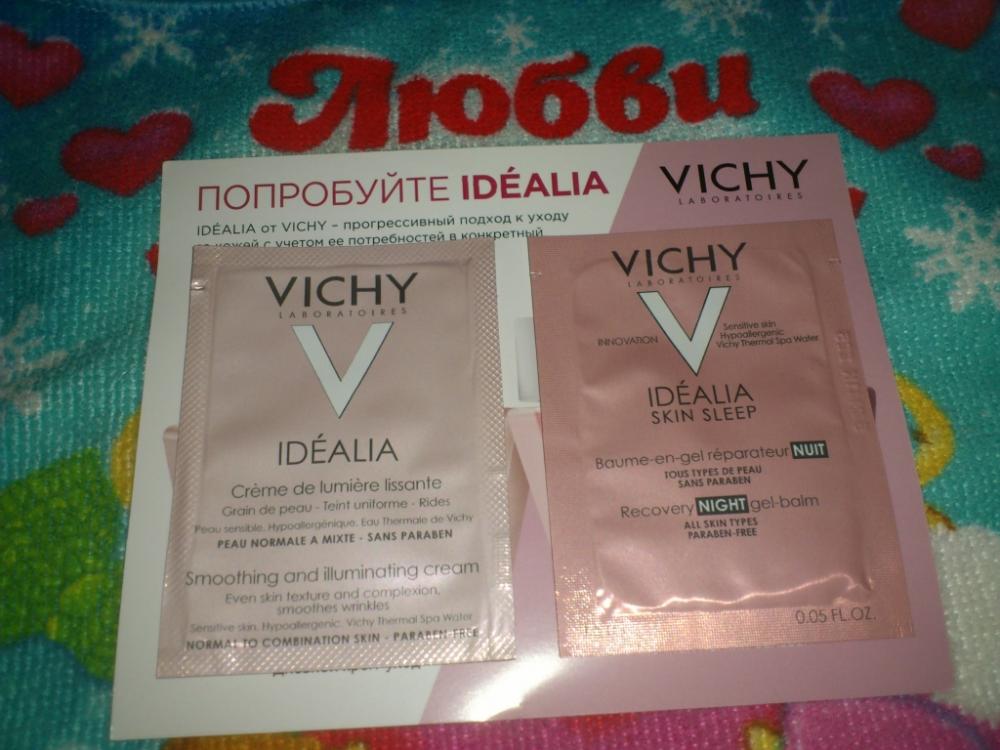 Любви
ПОПРОБУЙТЕ IDÉALIA
VICHY
LABORATOIRES
IDÉALIA от VICHY – прогрессивный подход к уходу
кожей с учетом ее потребностей в конкретный
VICHY
LABORATOIRES
IDÉALIA
Crème de lumière lissante
Grain de peau - Teint uniforme - Rides
Peau sensible. Hypoallergénique. Eau Thermale de Vichy
PEAU NORMALE A MIXTE - SANS PARABEN
Smoothing and illuminating cream
Even skin texture and complexion,
smoothes wrinkles
Sensitive skin. Hypoallergenic. Vichy Thermal Spa Water
NORMAL TO COMBINATION SKIN - PARABEN-FREE
VICHY
LABORATOIRES
INNOVATION
Sensitive skin
Hypoallergenic
Vichy Thermal Spa Water
IDÉALIA
SKIN SLEEP
Baume-en-gel réparateur NUIT
TOUS TYPES DE PEAU
SANS PARABEN
Recovery NIGHT gel-balm
ALL SKIN TYPES
PARABEN-FREE
0.05 FL.OZ.